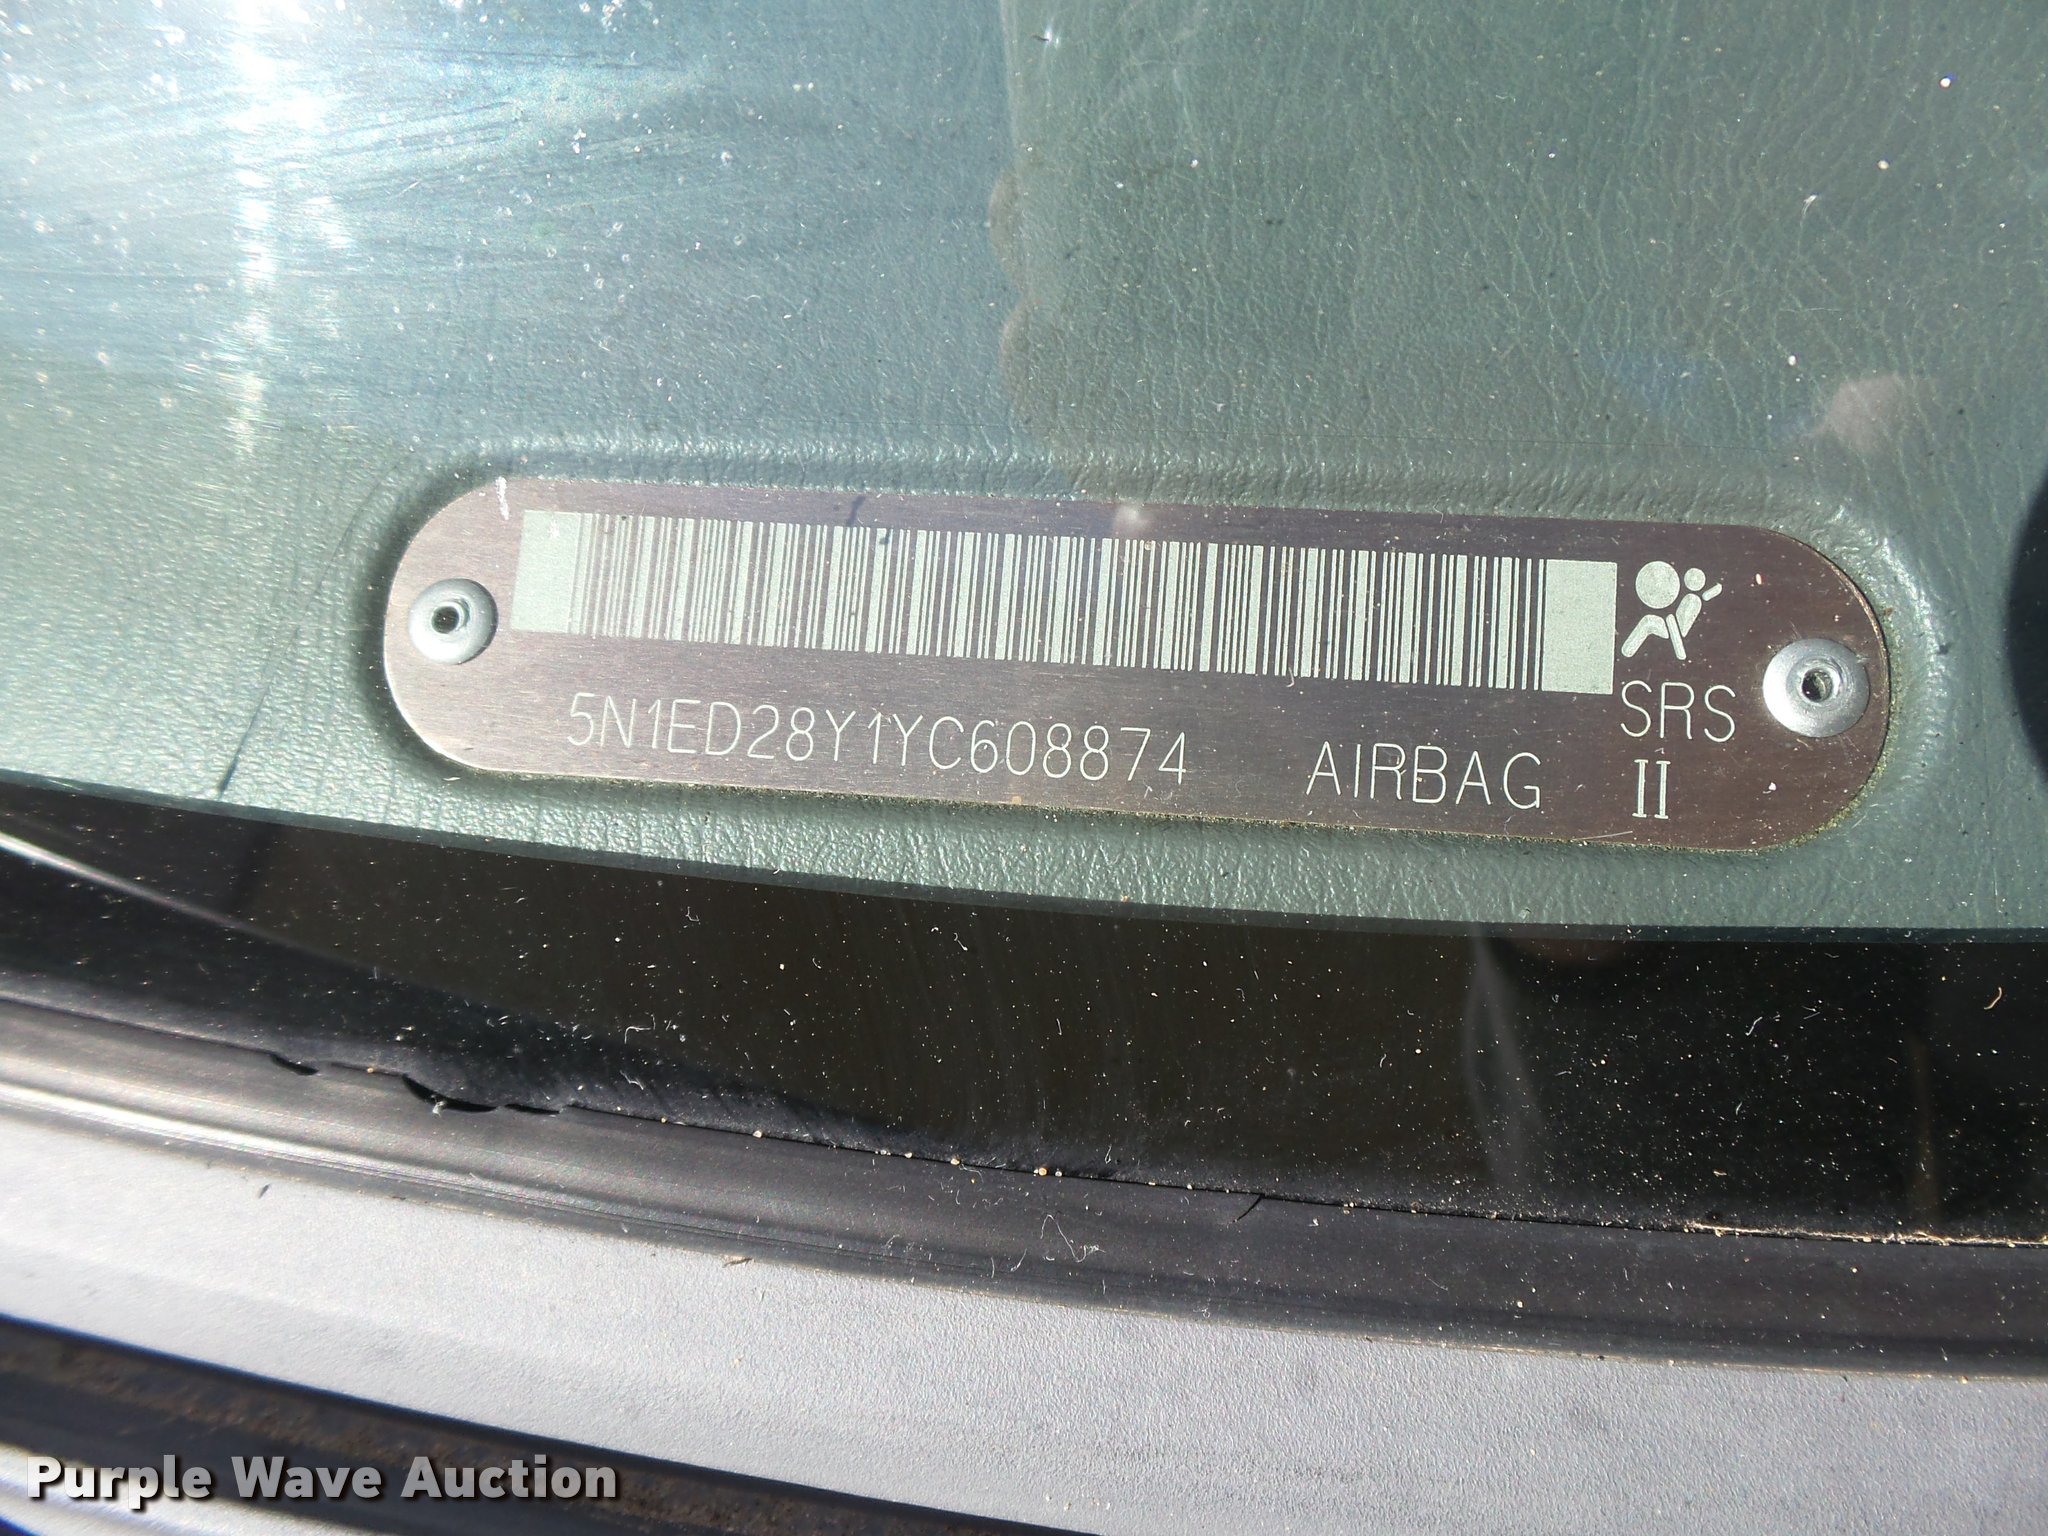 5N1ED28Y1YC608874 AIRBAG SRS
II
Purple Wave Auction